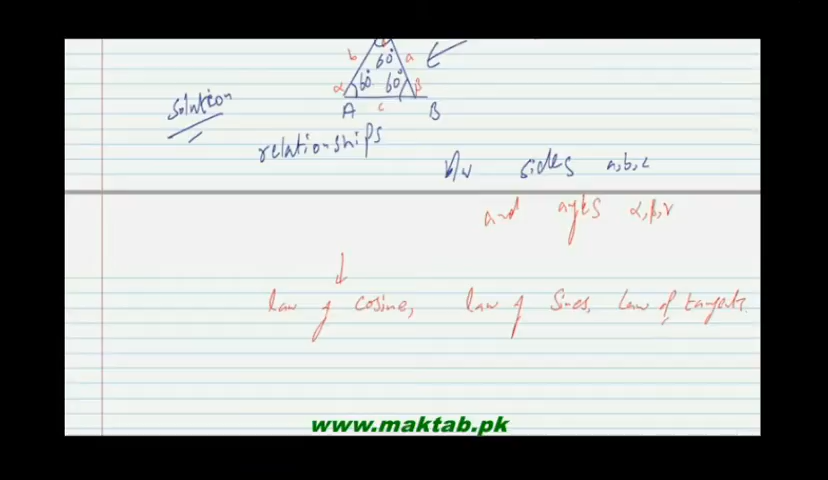 b 60° a
α 60° 60° β
A c B
Solution
relationships
b/w sides a,b,c
and angles α,β,γ
↓
law of cosine, law of Sines, Law of tangents.
www.maktab.pk